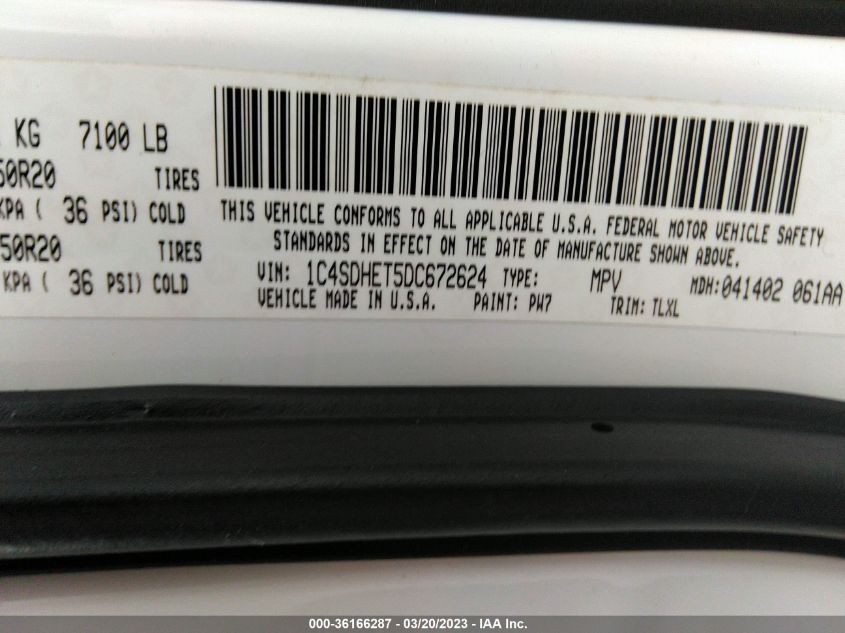 KG 7100 LB
50R20 TIRES
KPA ( 36 PSI) COLD
50R20 TIRES
KPA ( 36 PSI) COLD
THIS VEHICLE CONFORMS TO ALL APPLICABLE U.S.A. FEDERAL MOTOR VEHICLE SAFETY
STANDARDS IN EFFECT ON THE DATE OF MANUFACTURE SHOWN ABOVE.
VIN: 1C4SDHET5DC672624 TYPE: MPV MDH:041402 061AA
VEHICLE MADE IN U.S.A. PAINT: PW7 TRIM: TLXL
000-36166287 - 03/20/2023 - IAA Inc.